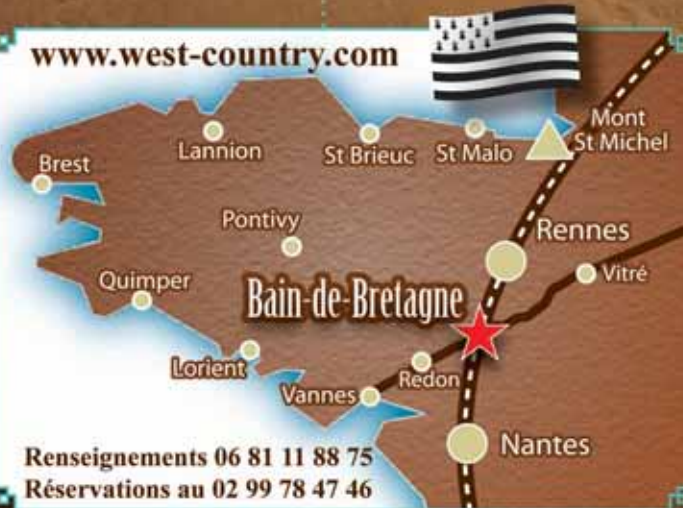 www.west-country.com
Mont
St Michel
Lannion
St Brieuc
St Malo
Brest
Pontivy
Rennes
Quimper
Bain-de-Bretagne
Vitré
Lorient
Redon
Vannes
Nantes
Renseignements 06 81 11 88 75
Réservations au 02 99 78 47 46